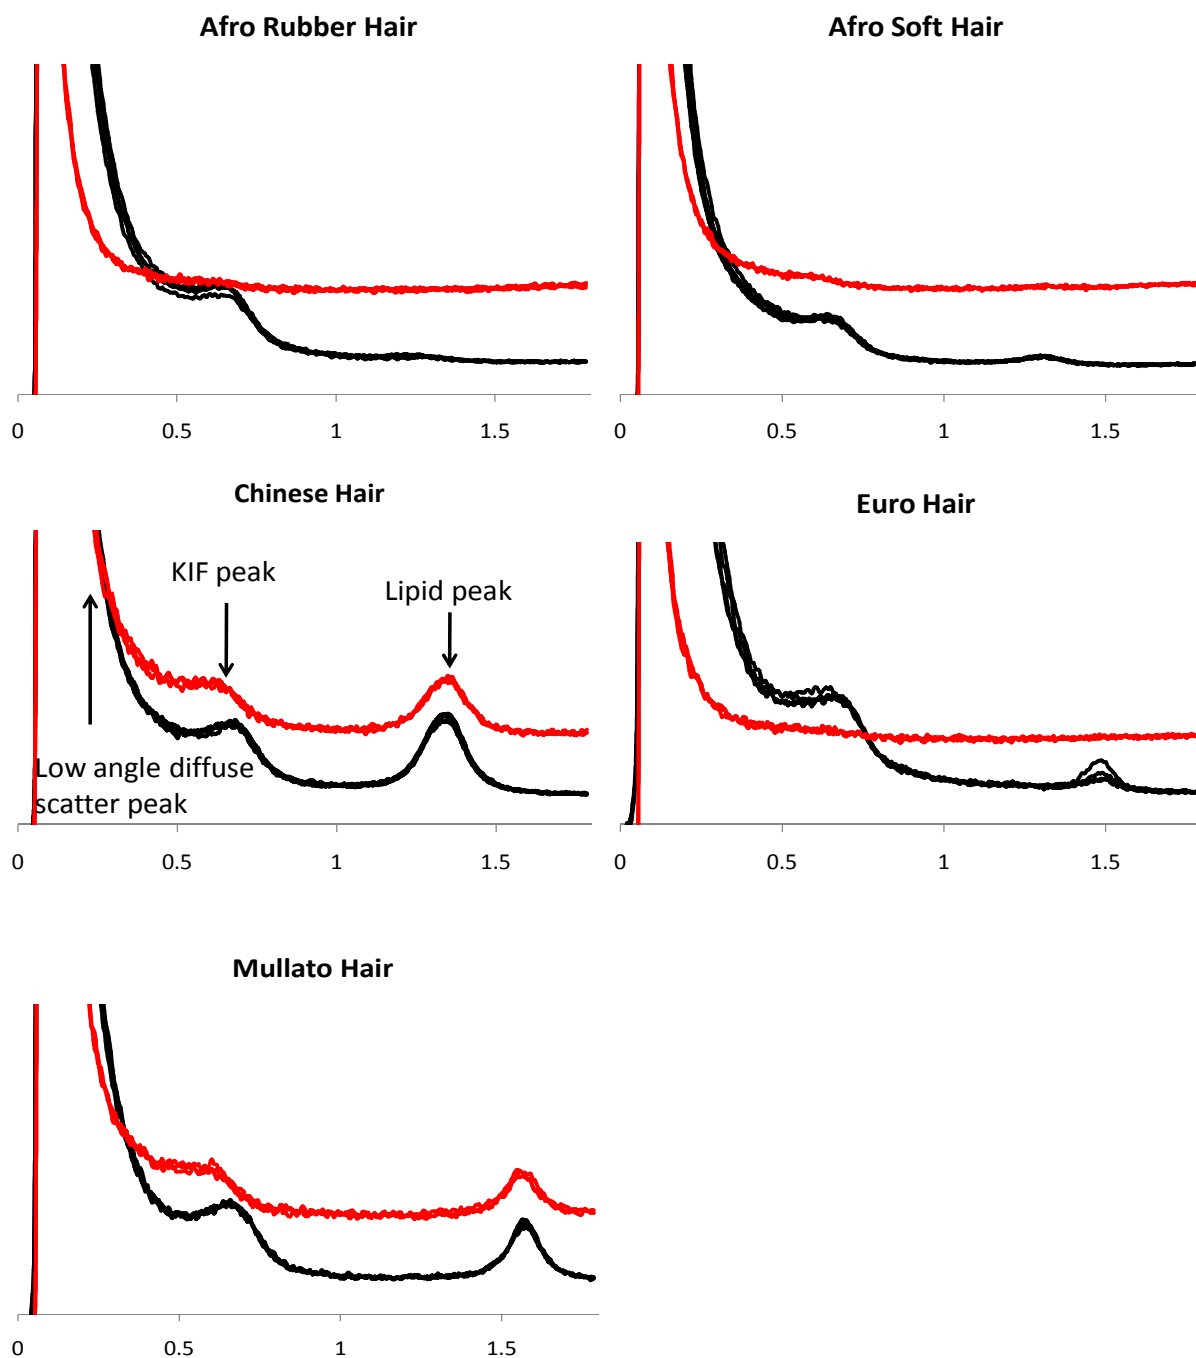 Afro Rubber Hair
Afro Soft Hair
0 0.5 1 1.5
0 0.5 1 1.5
Chinese Hair
Euro Hair
KIF peak
Lipid peak
Low angle diffuse
scatter peak
0 0.5 1 1.5
0 0.5 1 1.5
Mullato Hair
0 0.5 1 1.5